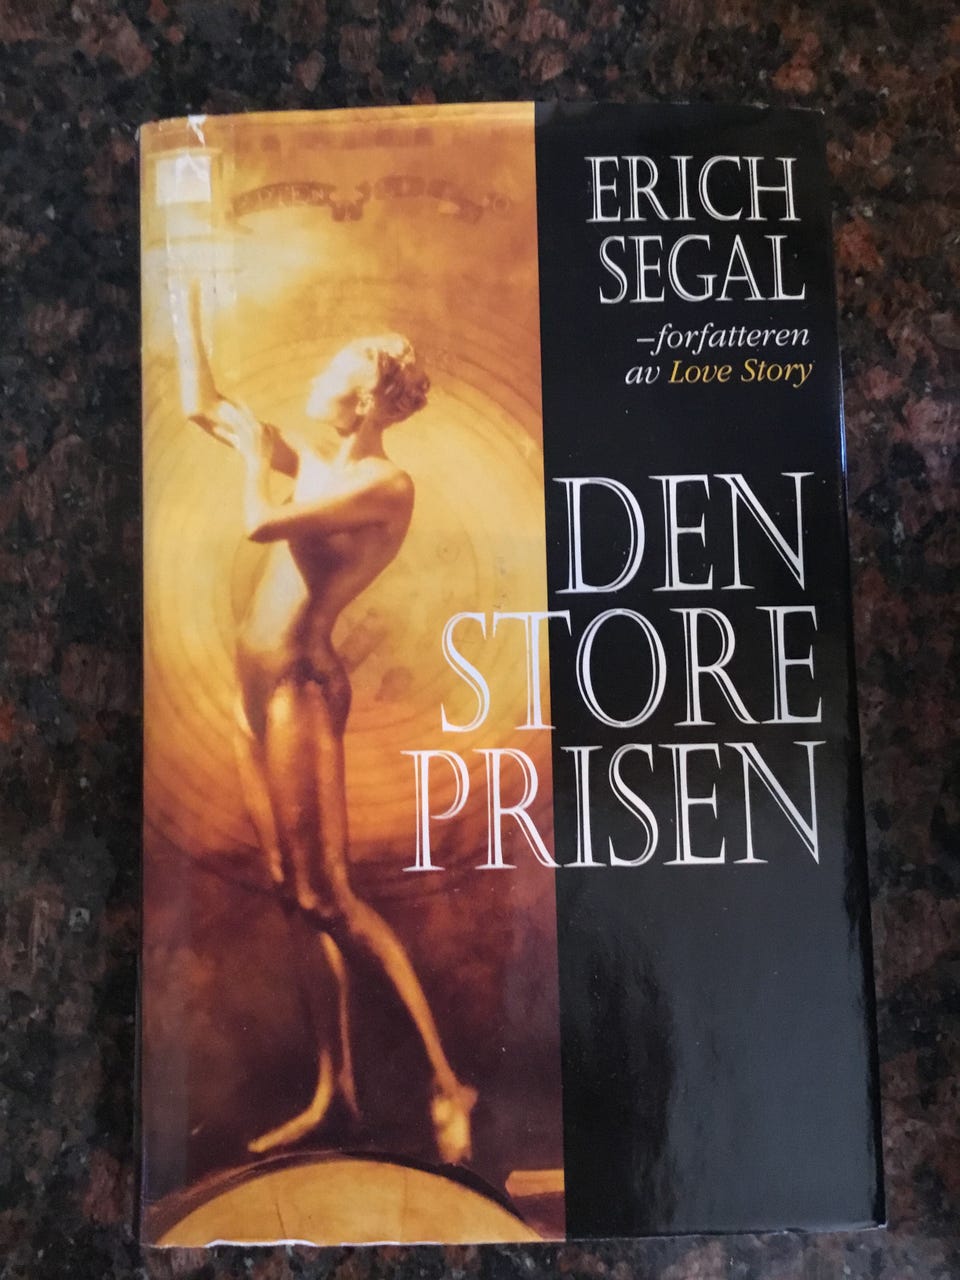 ERICH
SEGAL
–forfatteren
av Love Story
DEN
STORE
PRISEN